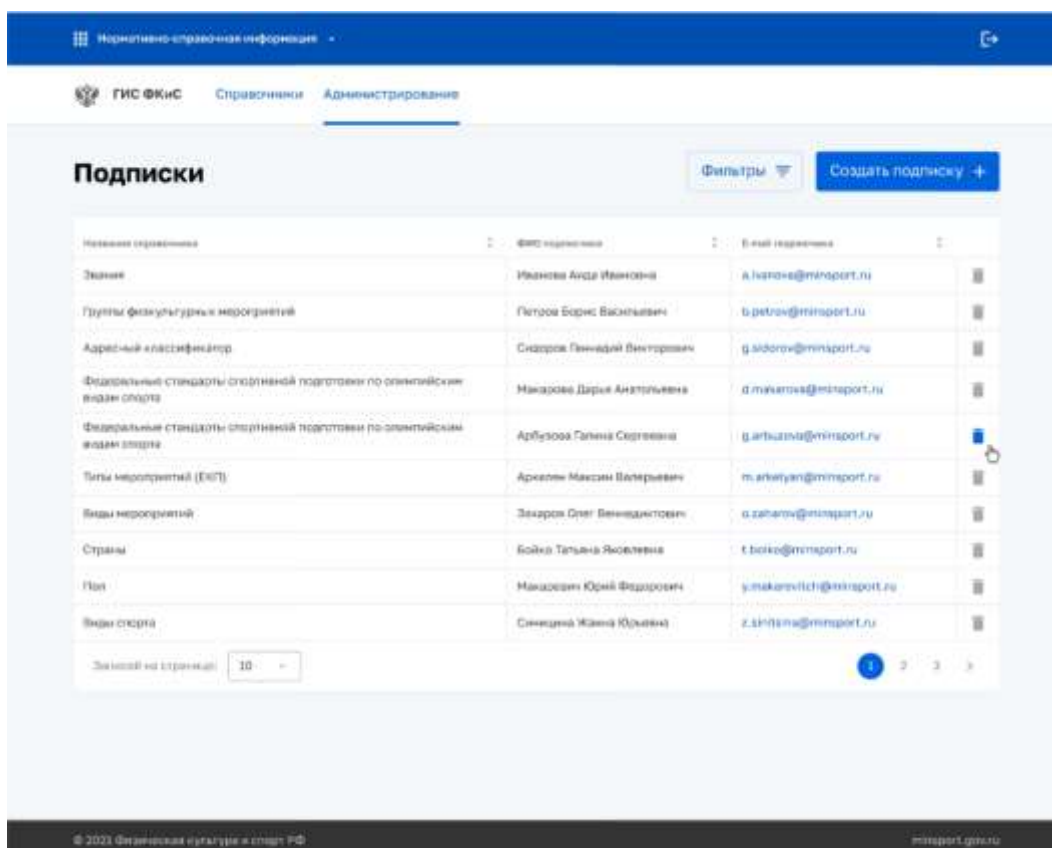 Нормативно-справочная информация
ГИС ФКиС Справочники Администрирование
Подписки
Фильтры Создать подписку +
Название справочника ФИО подписчика E-mail подписчика
Звания Иванова Аида Ивановна a.ivanova@minsport.ru
Группы физкультурных мероприятий Петров Борис Васильевич b.petrov@minsport.ru
Адресный классификатор Сидоров Геннадий Викторович g.sidorov@minsport.ru
Федеральные стандарты спортивной подготовки по олимпийским
видам спорта
Макарова Дарья Анатольевна d.makarova@minsport.ru
Федеральные стандарты спортивной подготовки по олимпийским
видам спорта
Арбузова Галина Сергеевна g.arbuzova@minsport.ru
Типы мероприятий (ЕКП) Аркелян Максим Валерьевич m.arkelyan@minsport.ru
Виды мероприятий Захаров Олег Венедиктович o.zaharov@minsport.ru
Страны Бойко Татьяна Яковлевна t.boiko@minsport.ru
Пол Макаревич Юрий Федорович y.makarevitch@minsport.ru
Виды спорта Синицина Жанна Юрьевна z.sinitsina@minsport.ru
Записей на странице: 10 1 2 3 >
© 2021 Физическая культура и спорт РФ minsport.gov.ru